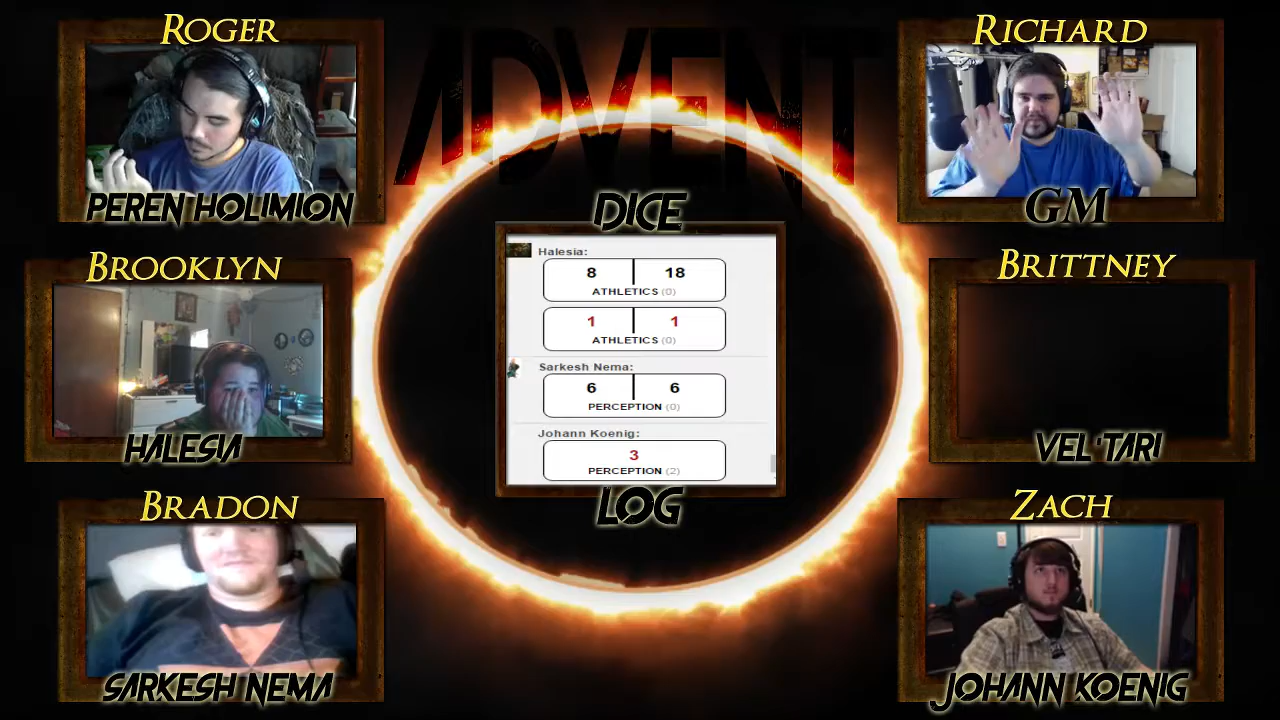 ADVENT
ROGER
PEREN HOLIMION
RICHARD
GM
BROOKLYN
HALESIA
BRITTNEY
VEL'TARI
BRADON
SARKESH NEMA
ZACH
JOHANN KOENIG
DICE
Halesia:
8 18
ATHLETICS (0)
1 1
ATHLETICS (0)
Sarkesh Nema:
6 6
PERCEPTION (0)
Johann Koenig:
3
PERCEPTION (2)
LOG